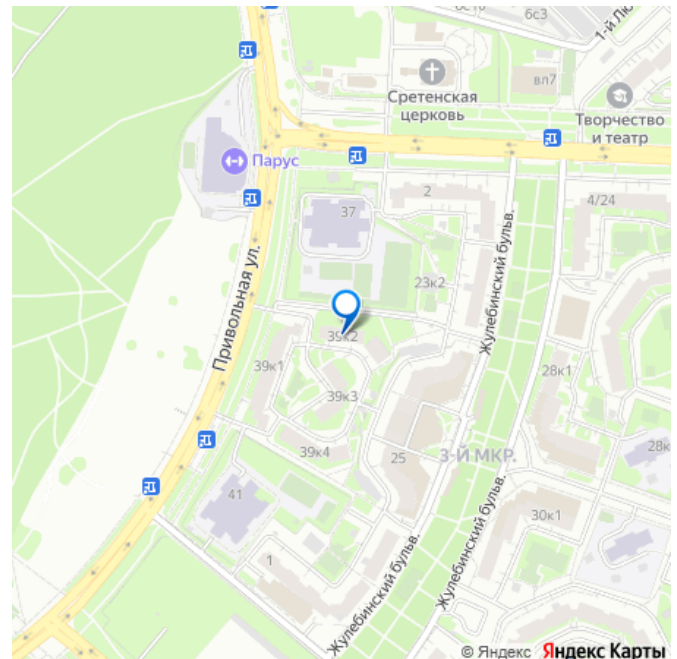 6с10
6с3
1-й Лю
вл7
Сретенская
церковь
Творчество
и театр
Парус
2
4/24
37
Жулебинский бульв.
Привольная ул.
23к2
39к2
39к1
28к1
39к3
39к4
25
3-Й МКР.
28к
41
30к1
Жулебинский бульв.
1
Жулебинский бульв.
© Яндекс Яндекс Карты